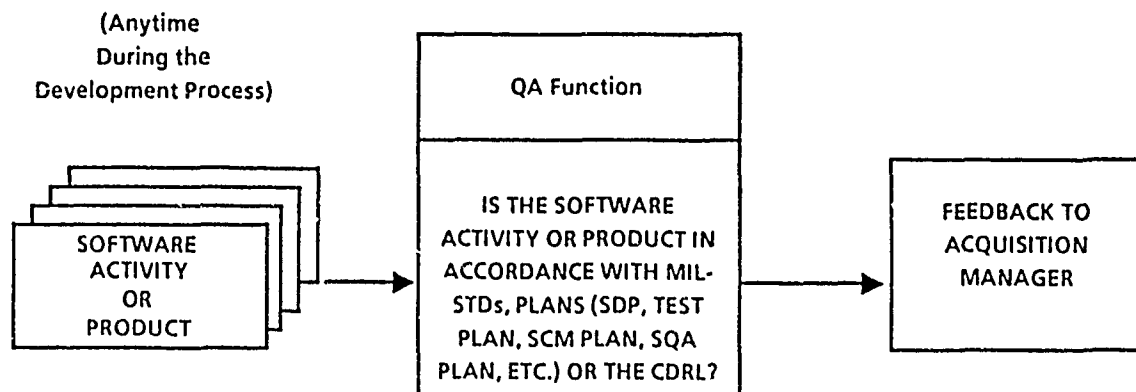 (Anytime
During the
Development Process)
SOFTWARE
ACTIVITY
OR
PRODUCT
QA Function
IS THE SOFTWARE
ACTIVITY OR PRODUCT IN
ACCORDANCE WITH MIL-
STDs, PLANS (SDP, TEST
PLAN, SCM PLAN, SQA
PLAN, ETC.) OR THE CDRL?
FEEDBACK TO
ACQUISITION
MANAGER